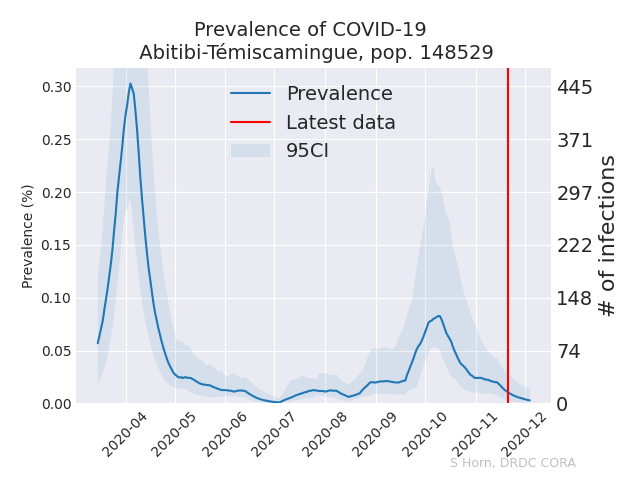 Prevalence of COVID-19
Abitibi-Témiscamingue, pop. 148529
Prevalence
Latest data
95CI
Prevalence (%)
0.30
0.25
0.20
0.15
0.10
0.05
0.00
445
371
297
222
148
74
0
# of infections
2020-04
2020-05
2020-06
2020-07
2020-08
2020-09
2020-10
2020-11
2020-12
S Horn, DRDC CORA